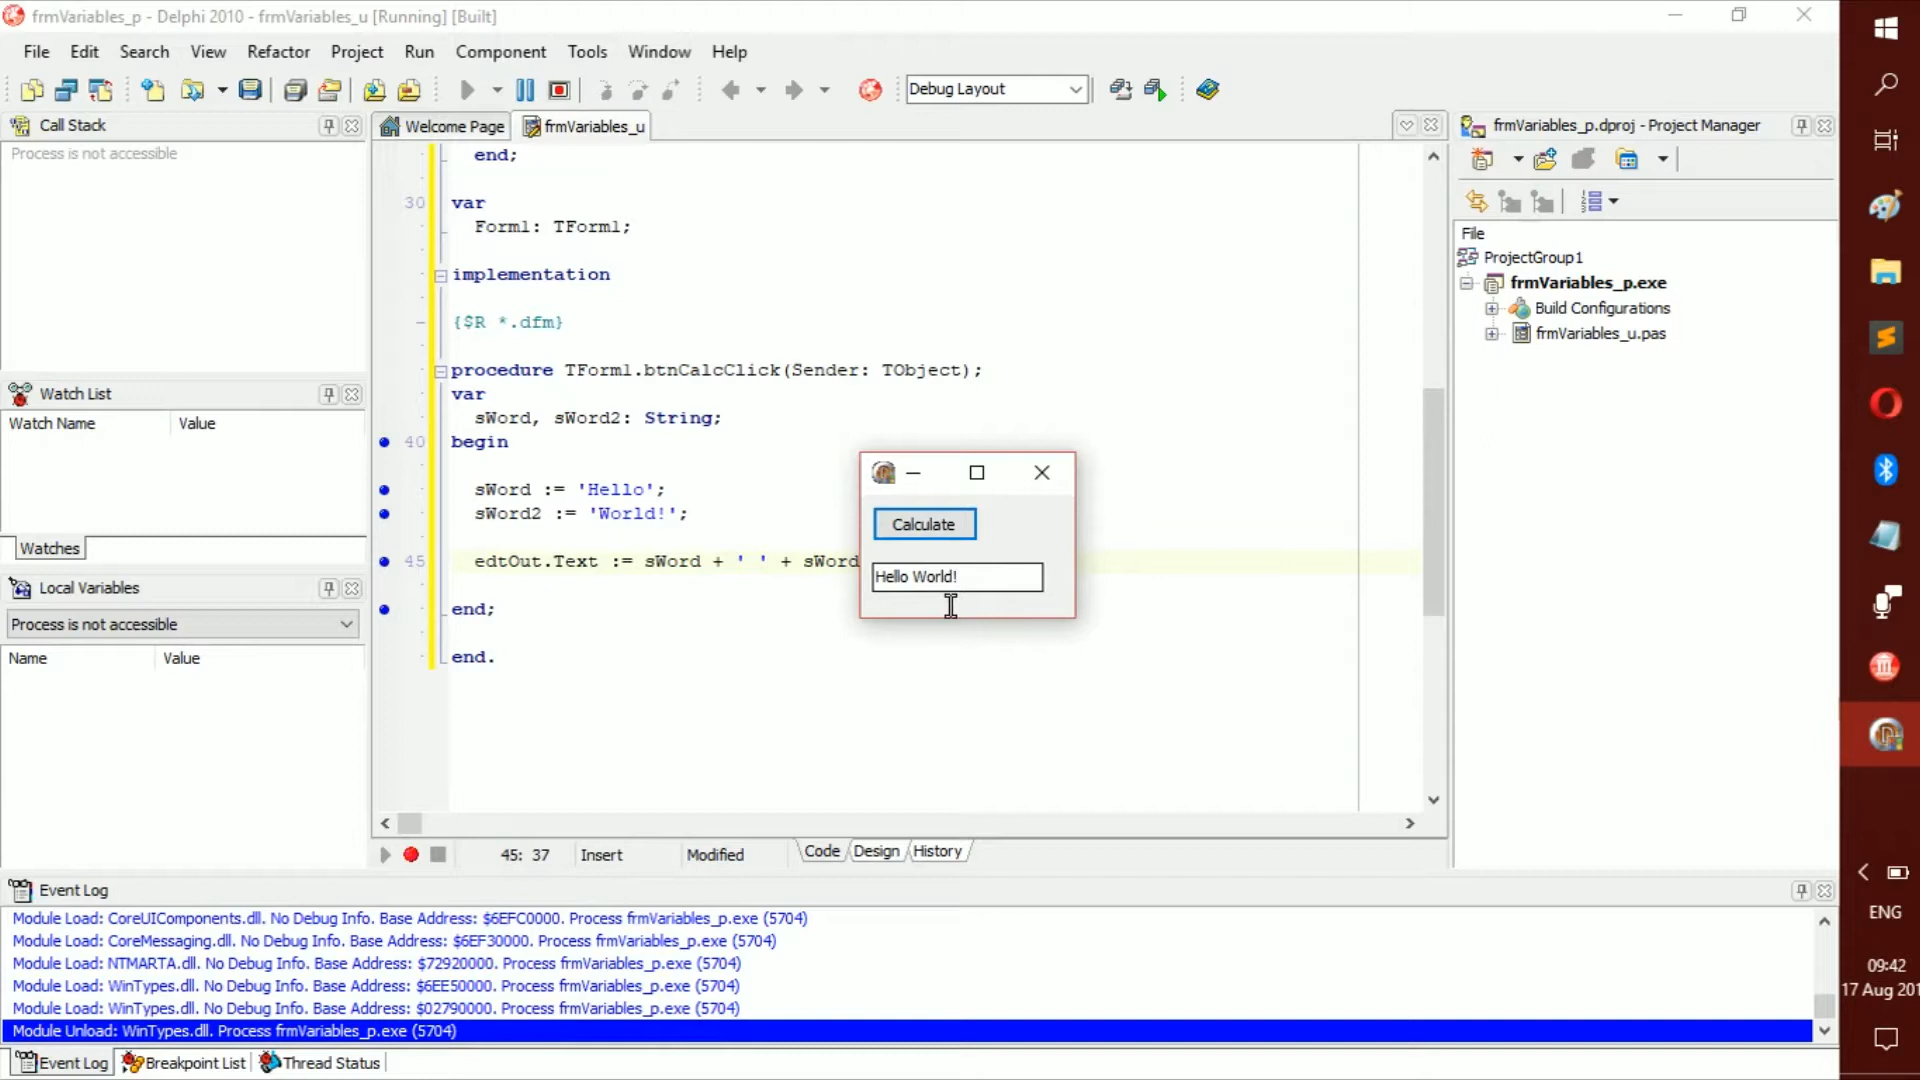 frmVariables_p - Delphi 2010 - frmVariables_u [Running] [Built]
File Edit Search View Refactor Project Run Component Tools Window Help
Debug Layout
Call Stack
Process is not accessible
Watch List
Watch Name Value
Watches
Local Variables
Process is not accessible
Name Value
Welcome Page frmVariables_u
end;
30 var
Form1: TForm1;
implementation
{$R *.dfm}
procedure TForm1.btnCalcClick(Sender: TObject);
var
sWord, sWord2: String;
40 begin
sWord := 'Hello';
sWord2 := 'World!';
45 edtOut.Text := sWord + ' ' + sWord
end;
end.
Calculate
Hello World!
45: 37 Insert Modified Code Design History
frmVariables_p.dproj - Project Manager
File
ProjectGroup1
frmVariables_p.exe
Build Configurations
frmVariables_u.pas
Event Log
Module Load: CoreUIComponents.dll. No Debug Info. Base Address: $6EFC0000. Process frmVariables_p.exe (5704)
Module Load: CoreMessaging.dll. No Debug Info. Base Address: $6EF30000. Process frmVariables_p.exe (5704)
Module Load: NTMARTA.dll. No Debug Info. Base Address: $72920000. Process frmVariables_p.exe (5704)
Module Load: WinTypes.dll. No Debug Info. Base Address: $6EE50000. Process frmVariables_p.exe (5704)
Module Load: WinTypes.dll. No Debug Info. Base Address: $02790000. Process frmVariables_p.exe (5704)
Module Unload: WinTypes.dll. Process frmVariables_p.exe (5704)
Event Log Breakpoint List Thread Status
ENG
09:42
17 Aug 201